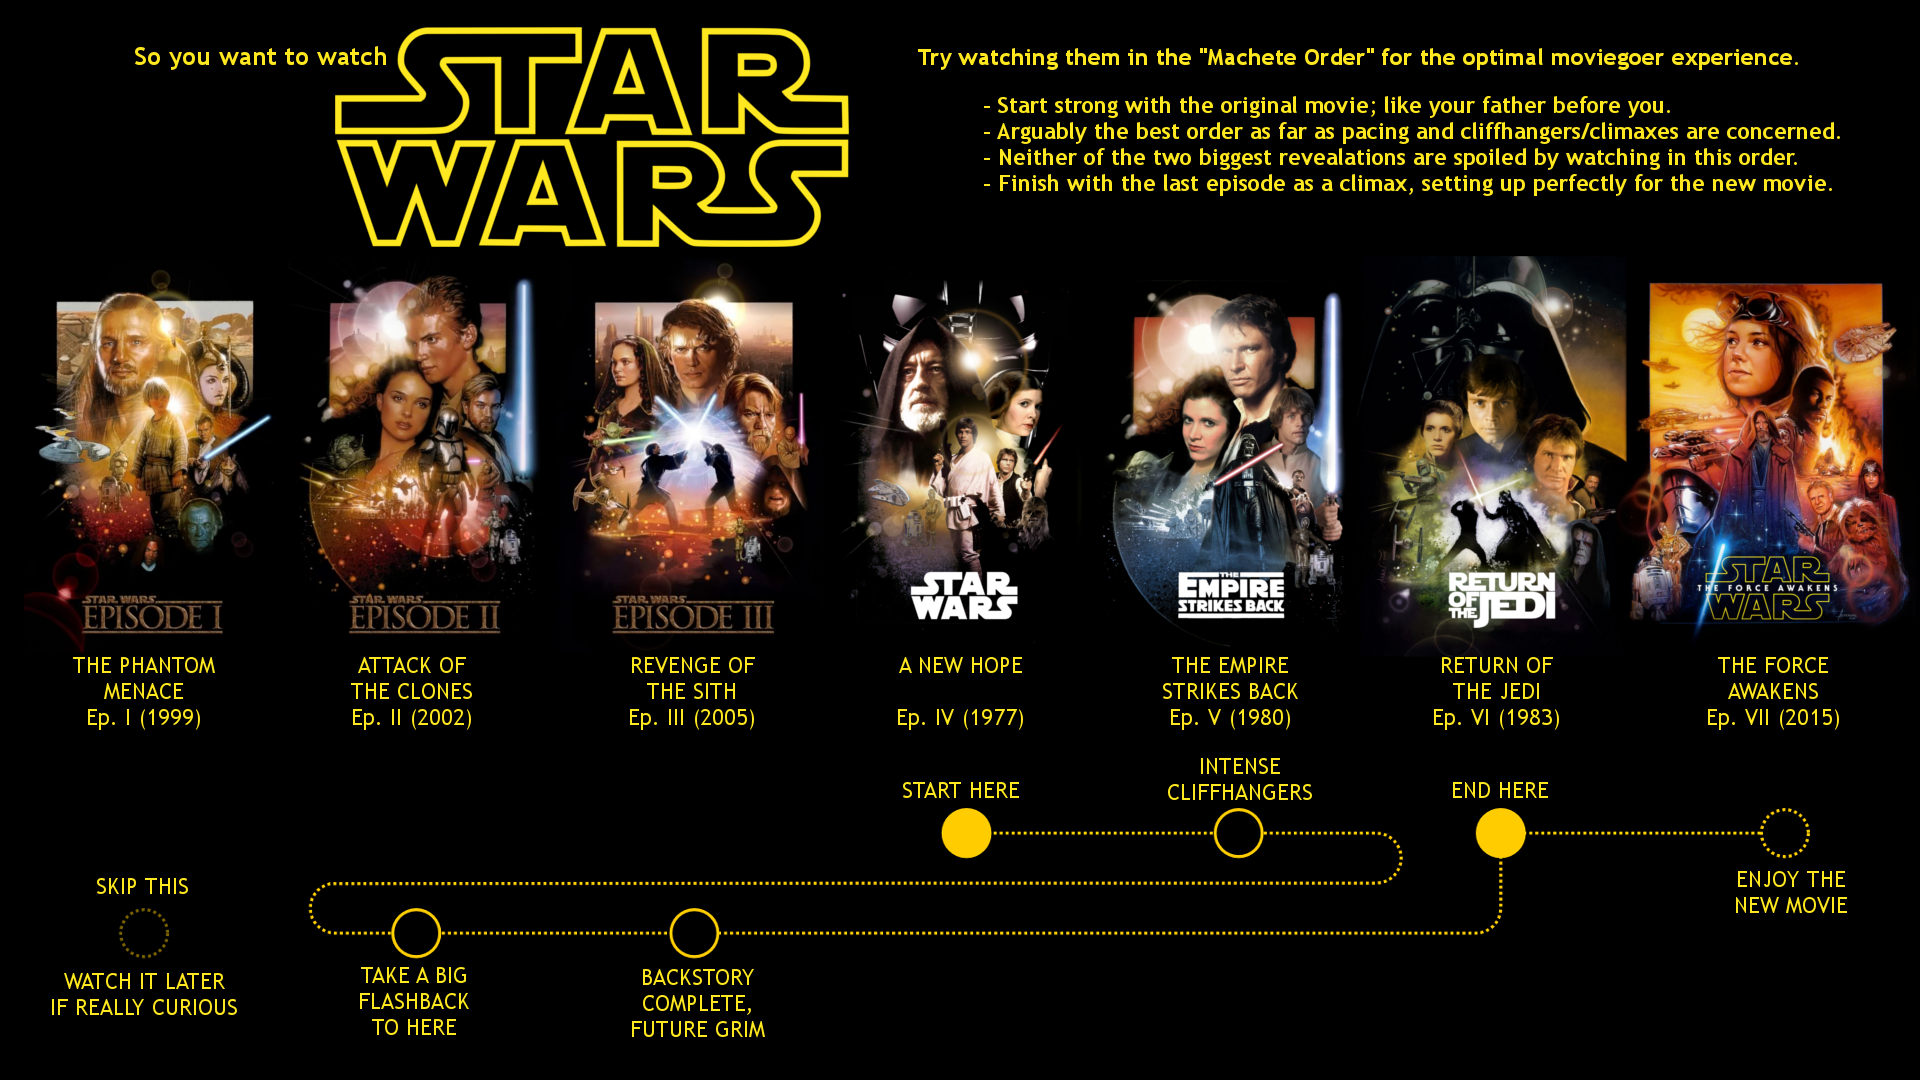 So you want to watch
STAR
WARS
Try watching them in the "Machete Order" for the optimal moviegoer experience.
- Start strong with the original movie; like your father before you.
- Arguably the best order as far as pacing and cliffhangers/climaxes are concerned.
- Neither of the two biggest revealations are spoiled by watching in this order.
- Finish with the last episode as a climax, setting up perfectly for the new movie.
STAR WARS
EPISODE I
STAR WARS
EPISODE II
STAR WARS
EPISODE III
STAR
WARS
THE
EMPIRE
STRIKES BACK
RETURN
OF
THE JEDI
STAR
THE FORCE AWAKENS
WARS
THE PHANTOM
MENACE
Ep. I (1999)
ATTACK OF
THE CLONES
Ep. II (2002)
REVENGE OF
THE SITH
Ep. III (2005)
A NEW HOPE
Ep. IV (1977)
THE EMPIRE
STRIKES BACK
Ep. V (1980)
RETURN OF
THE JEDI
Ep. VI (1983)
THE FORCE
AWAKENS
Ep. VII (2015)
START HERE
INTENSE
CLIFFHANGERS
END HERE
ENJOY THE
NEW MOVIE
SKIP THIS
WATCH IT LATER
IF REALLY CURIOUS
TAKE A BIG
FLASHBACK
TO HERE
BACKSTORY
COMPLETE,
FUTURE GRIM